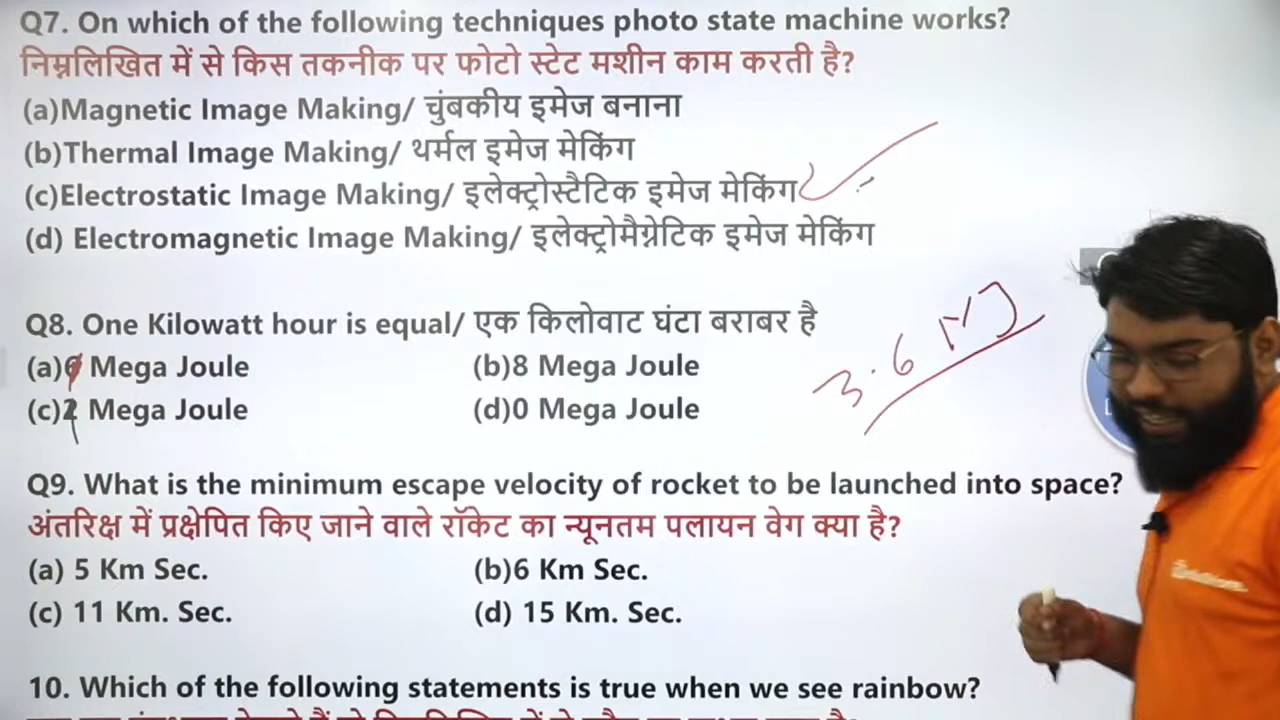 Q7. On which of the following techniques photo state machine works?
निम्नलिखित में से किस तकनीक पर फोटो स्टेट मशीन काम करती है?
(a)Magnetic Image Making/ चुंबकीय इमेज बनाना
(b)Thermal Image Making/ थर्मल इमेज मेकिंग
(c)Electrostatic Image Making/ इलेक्ट्रोस्टैटिक इमेज मेकिंग
(d) Electromagnetic Image Making/ इलेक्ट्रोमैग्नेटिक इमेज मेकिंग
Q8. One Kilowatt hour is equal/ एक किलोवाट घंटा बराबर है
(a)6 Mega Joule (b)8 Mega Joule
(c)2 Mega Joule (d)0 Mega Joule
3.6 MJ
Q9. What is the minimum escape velocity of rocket to be launched into space?
अंतरिक्ष में प्रक्षेपित किए जाने वाले रॉकेट का न्यूनतम पलायन वेग क्या है?
(a) 5 Km Sec. (b)6 Km Sec.
(c) 11 Km. Sec. (d) 15 Km. Sec.
10. Which of the following statements is true when we see rainbow?